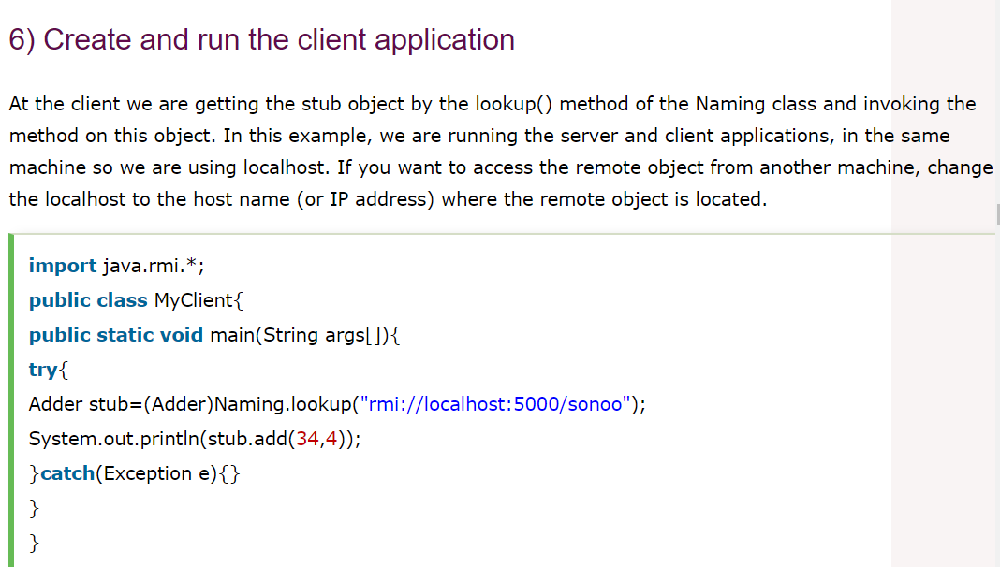 6) Create and run the client application
At the client we are getting the stub object by the lookup() method of the Naming class and invoking the
method on this object. In this example, we are running the server and client applications, in the same
machine so we are using localhost. If you want to access the remote object from another machine, change
the localhost to the host name (or IP address) where the remote object is located.
import java.rmi.*;
public class MyClient{
public static void main(String args[]){
try{
Adder stub=(Adder)Naming.lookup("rmi://localhost:5000/sonoo");
System.out.println(stub.add(34,4));
}catch(Exception e){}
}
}